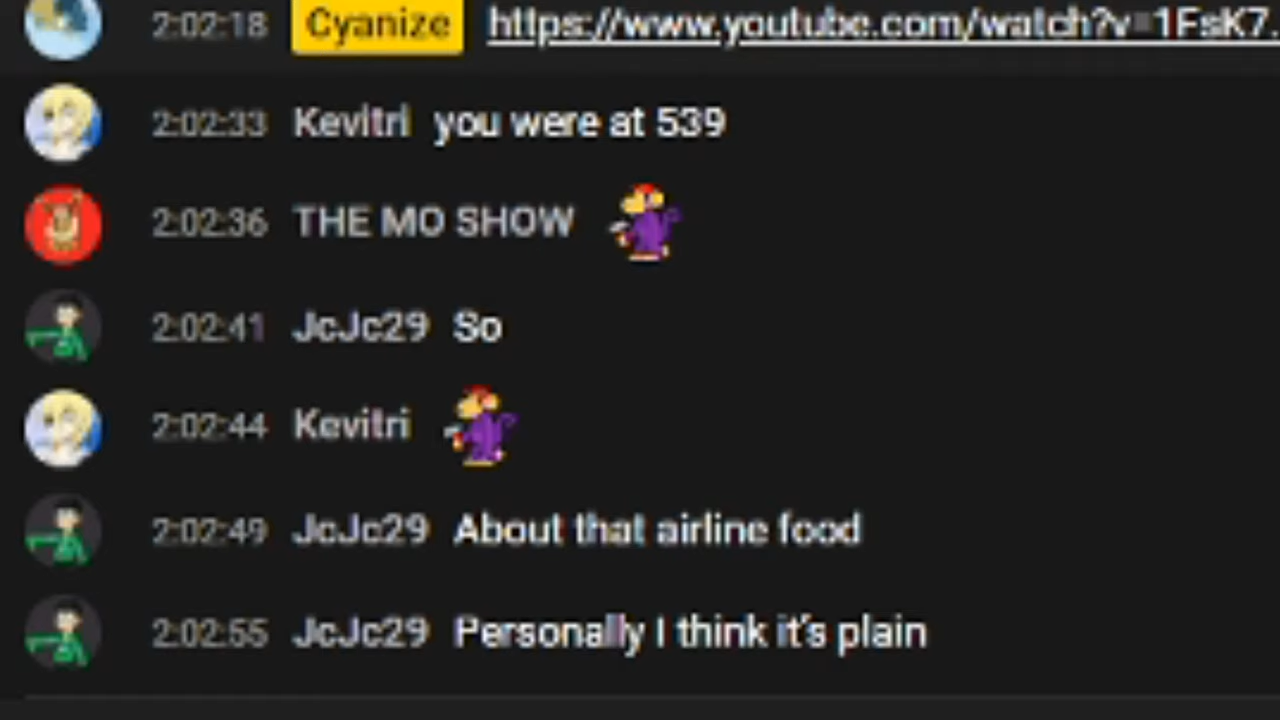 2:02:18 Cyanize https://www.youtube.com/watch?v=1FsK7.
2:02:33 Kevitri you were at 539
2:02:36 THE MO SHOW
2:02:41 JcJc29 So
2:02:44 Kevitri
2:02:49 JcJc29 About that airline food
2:02:55 JcJc29 Personally I think it's plain